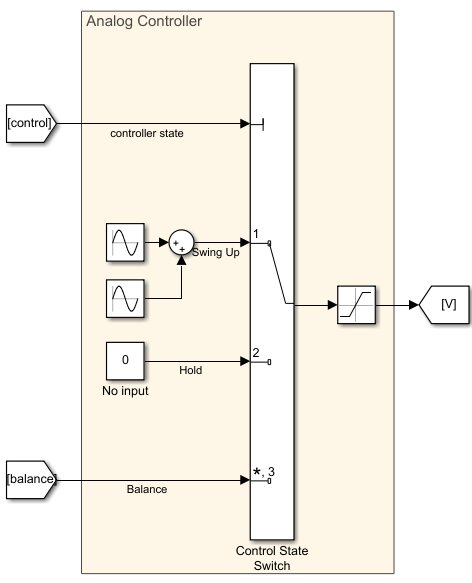 Analog Controller
[control]
controller state
1
Swing Up
[V]
2
0
Hold
No input
*, 3
[balance]
Balance
Control State
Switch